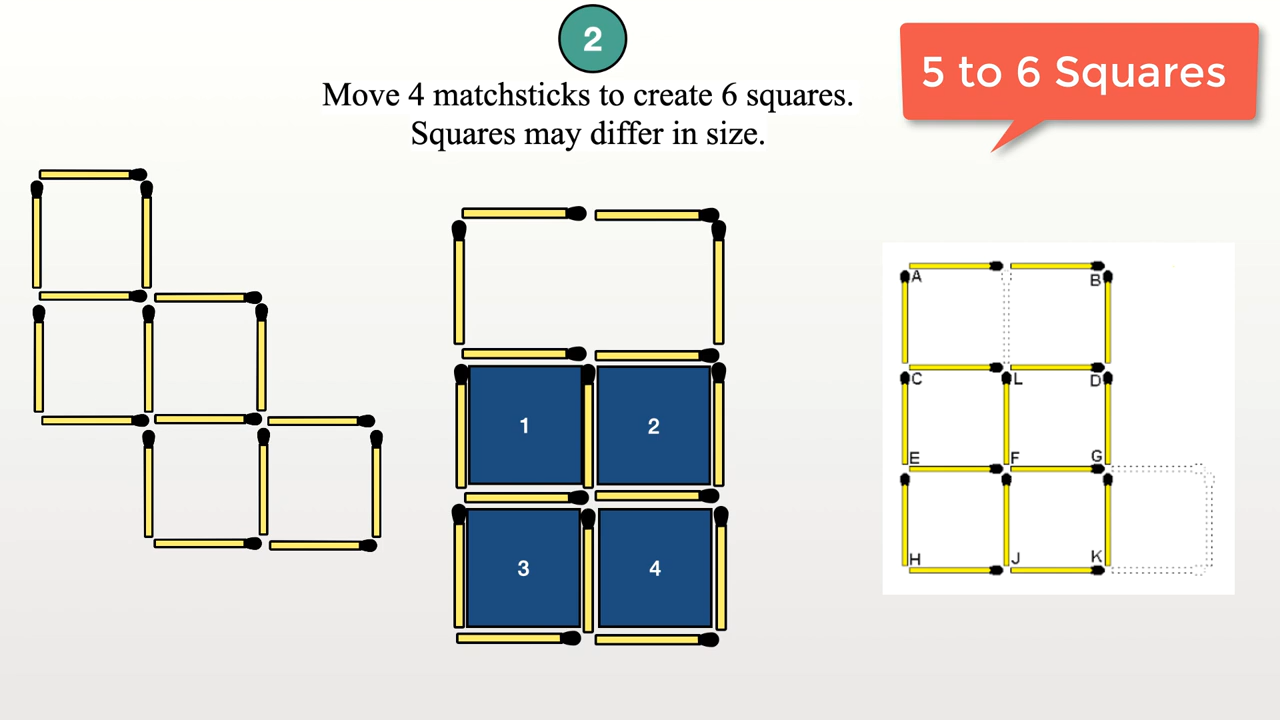 2
Move 4 matchsticks to create 6 squares.
Squares may differ in size.
5 to 6 Squares
1 2
3 4
A B
C L D
E F G
H J K